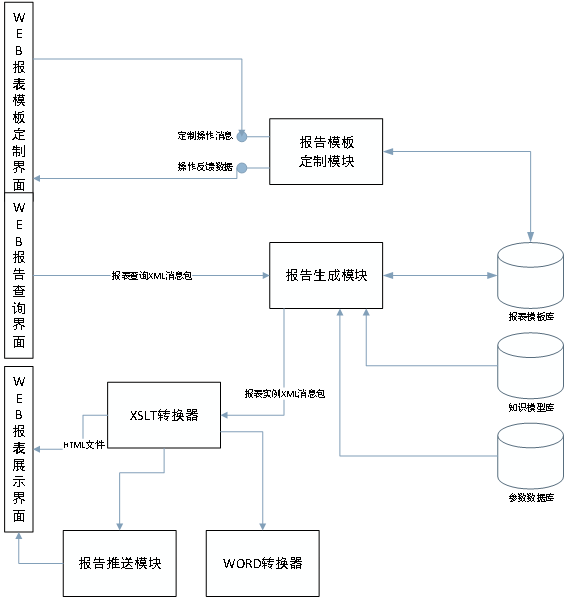 WEB报表模板定制界面
定制操作消息
操作反馈数据
报告模板
定制模块
WEB报告查询界面
报表查询XML消息包
报告生成模块
报表模板库
知识模型库
报表实例XML消息包
WEB报表展示界面
XSLT转换器
HTML文件
参数数据库
报告推送模块
WORD转换器